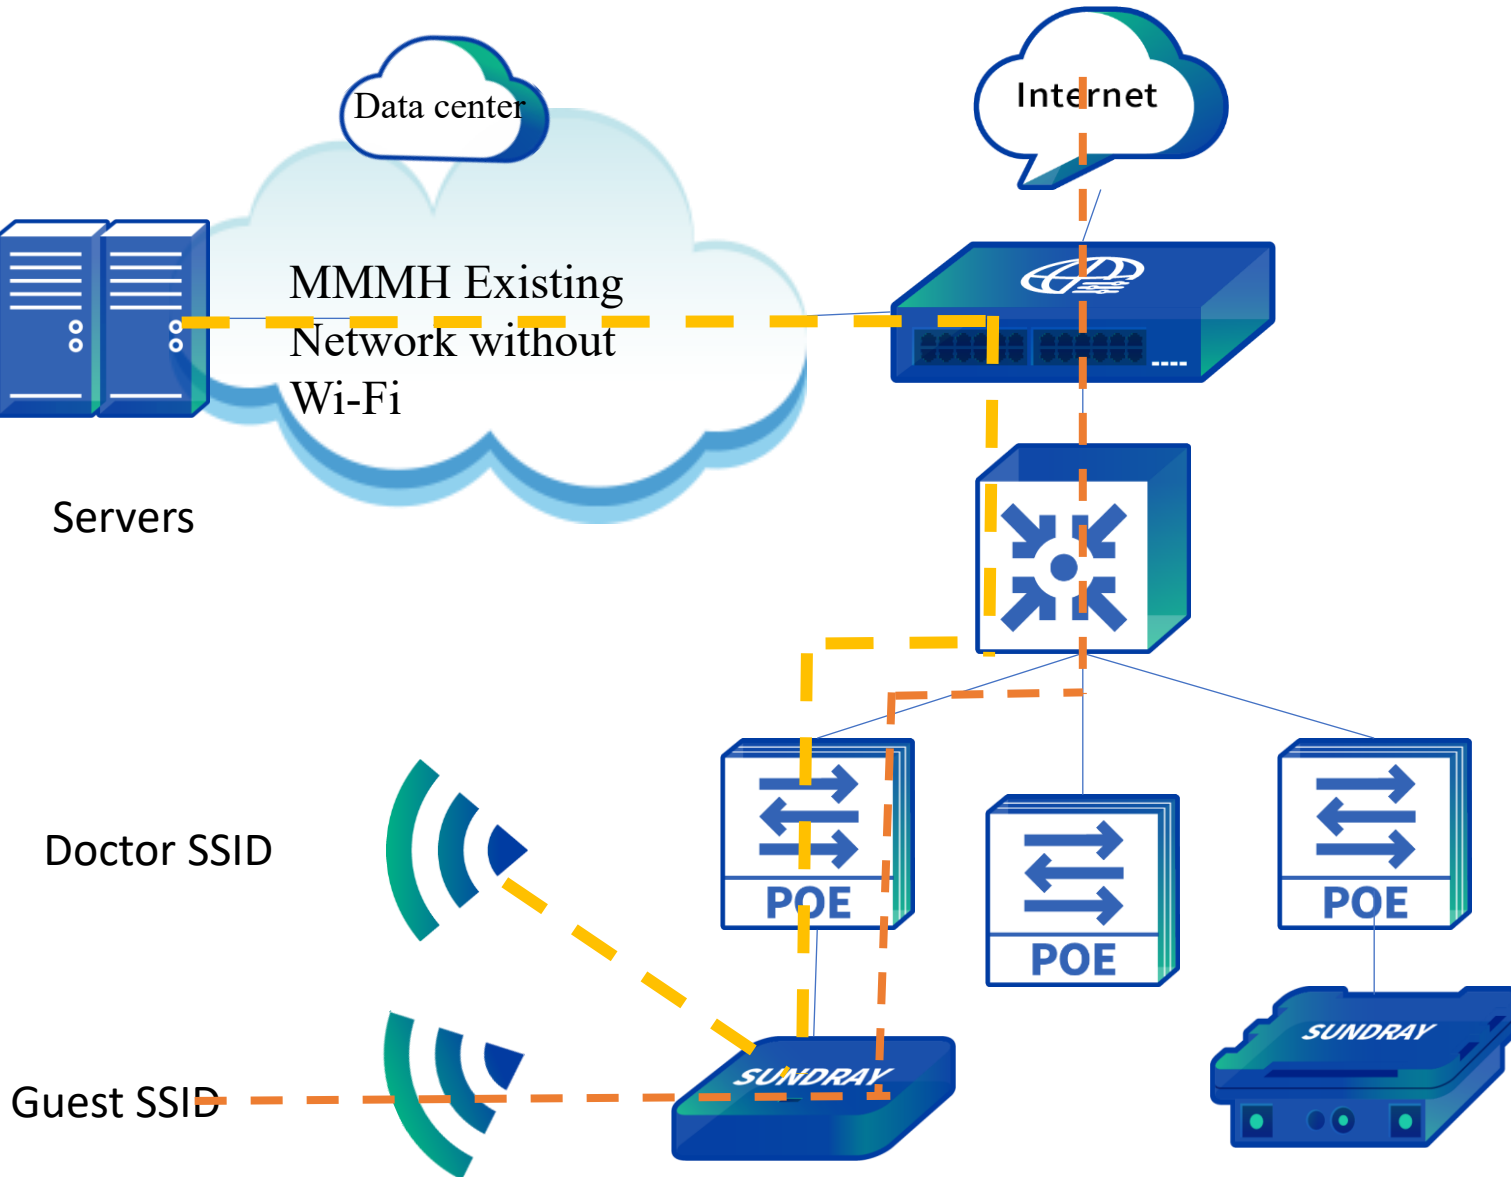 Data center
Internet
MMMH Existing
Network without
Wi-Fi
Servers
Doctor SSID
POE
POE
POE
SUNDRAY
SUNDRAY
Guest SSID